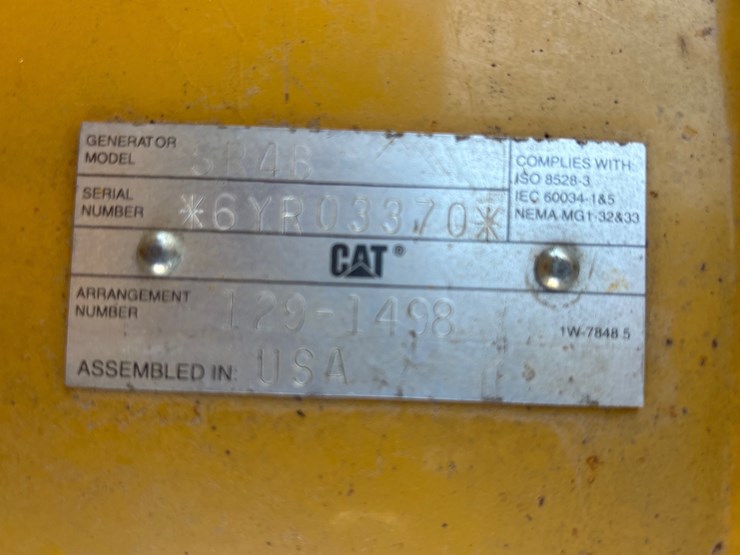 GENERATOR
MODEL
COMPLIES WITH:
ISO 8528-3
IEC 60034-1&5
NEMA MG1-32&33
SERIAL
NUMBER *6YR03370*
CAT®
ARRANGEMENT
NUMBER 129-1498
1W-7848 5
ASSEMBLED IN: USA